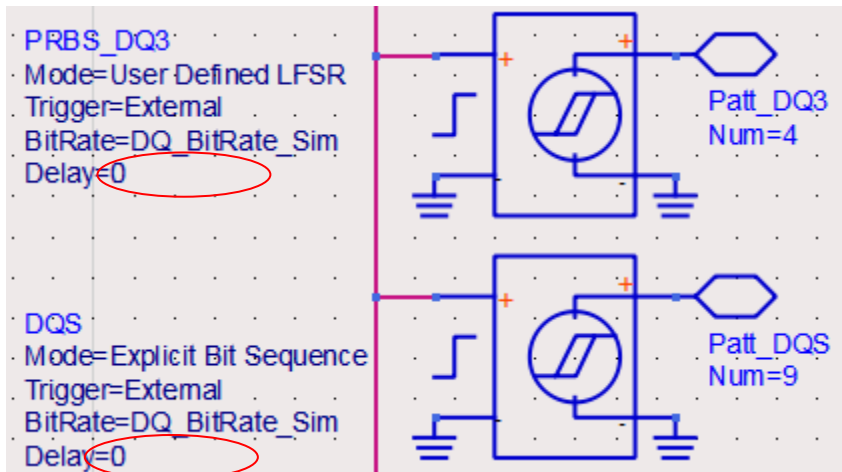 PRBS_DQ3
Mode=User Defined LFSR
Trigger=External
BitRate=DQ_BitRate_Sim
Delay=0
+
+
-
-
Patt_DQ3
Num=4
DQS
Mode=Explicit Bit Sequence
Trigger=External
BitRate=DQ_BitRate_Sim
Delay=0
+
+
-
-
Patt_DQS
Num=9